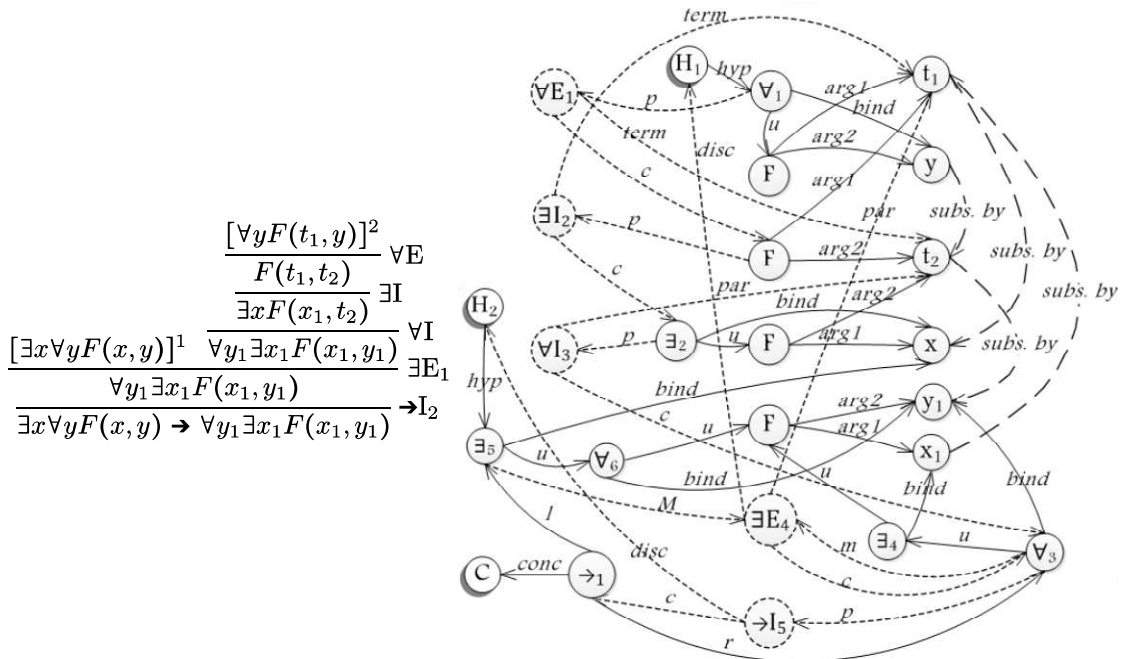 [∀yF(t₁, y)]² ∀E
F(t₁, t₂) ∃I
∃xF(x₁, t₂) ∀I
[∃x∀yF(x, y)]¹ ∀y₁∃x₁F(x₁, y₁) ∃E₁
∀y₁∃x₁F(x₁, y₁) →I₂
∃x∀yF(x, y) → ∀y₁∃x₁F(x₁, y₁)
term
H₁ hyp t₁
∀E₁ p ∀₁ arg1 bind
term u arg2
disc F y
c arg1
∃I₂ p par subs. by
F arg2 t₂ subs. by
c par bind arg2 subs. by
H₂
∀I₃ p ∃₂ u F arg1 x subs. by
hyp bind
c arg2 y₁
u F arg1
∃₅ u ∀₆ x₁
bind u bind bind
M
l ∃E₄ m ∃₄ u ∀₃
disc c
C conc →₁
c →I₅ p
r